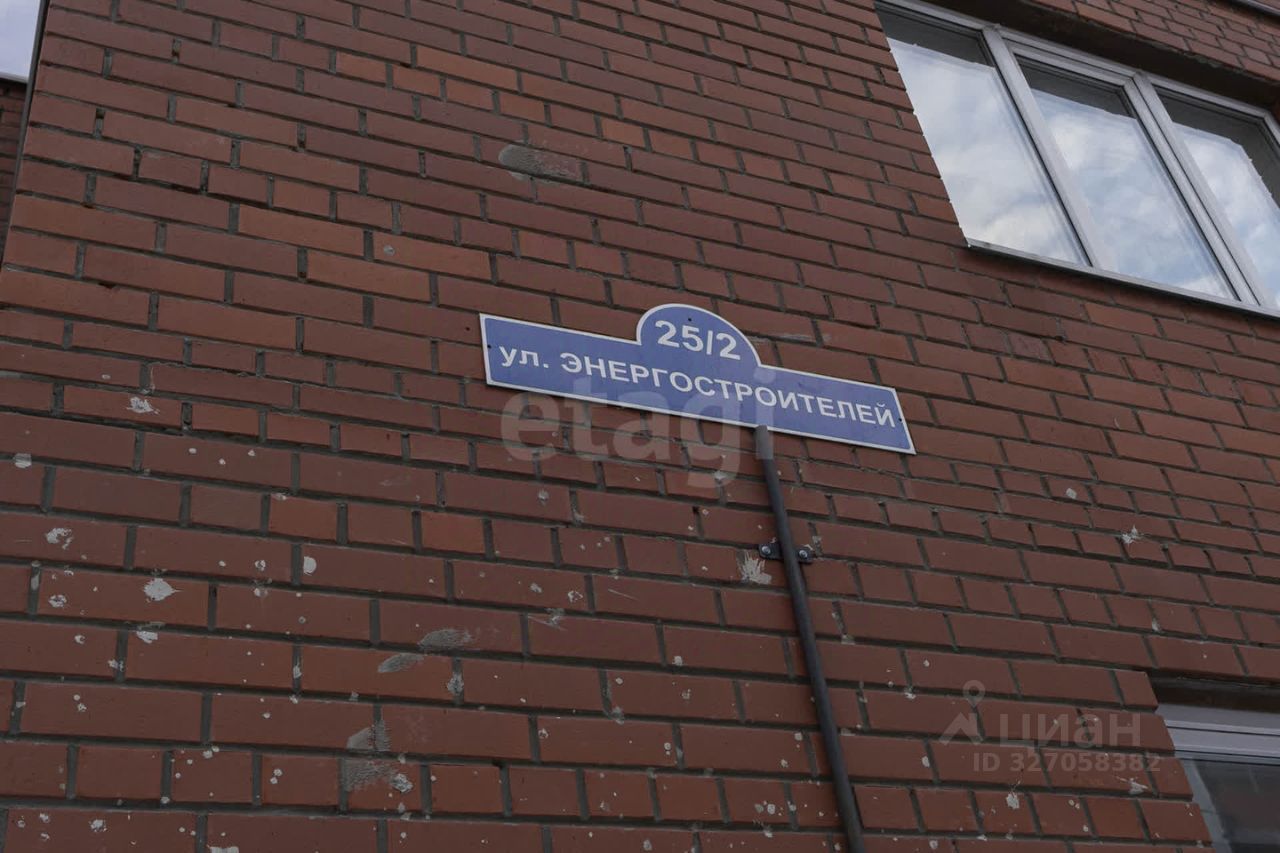 25/2
ул. ЭНЕРГОСТРОИТЕЛЕЙ
etagi
циан
ID 327058382